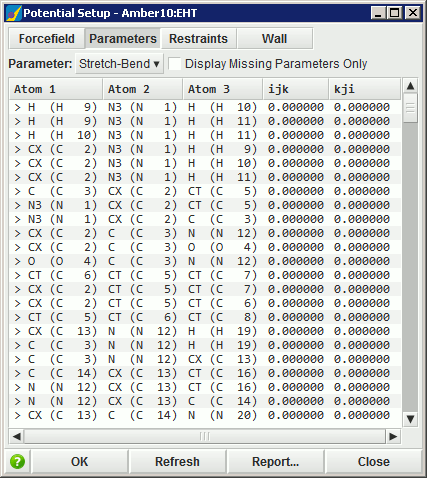 Potential Setup - Amber10:EHT
Forcefield Parameters Restraints Wall
Parameter: Stretch-Bend ▾ Display Missing Parameters Only
Atom 1 Atom 2 Atom 3 ijk kji
> H (H 9) N3 (N 1) H (H 10) 0.000000 0.000000
> H (H 9) N3 (N 1) H (H 11) 0.000000 0.000000
> H (H 10) N3 (N 1) H (H 11) 0.000000 0.000000
> CX (C 2) N3 (N 1) H (H 9) 0.000000 0.000000
> CX (C 2) N3 (N 1) H (H 10) 0.000000 0.000000
> CX (C 2) N3 (N 1) H (H 11) 0.000000 0.000000
> C (C 3) CX (C 2) CT (C 5) 0.000000 0.000000
> N3 (N 1) CX (C 2) CT (C 5) 0.000000 0.000000
> N3 (N 1) CX (C 2) C (C 3) 0.000000 0.000000
> CX (C 2) C (C 3) N (N 12) 0.000000 0.000000
> CX (C 2) C (C 3) O (O 4) 0.000000 0.000000
> O (O 4) C (C 3) N (N 12) 0.000000 0.000000
> CT (C 6) CT (C 5) CT (C 7) 0.000000 0.000000
> CX (C 2) CT (C 5) CT (C 7) 0.000000 0.000000
> CX (C 2) CT (C 5) CT (C 6) 0.000000 0.000000
> CT (C 5) CT (C 6) CT (C 8) 0.000000 0.000000
> CX (C 13) N (N 12) H (H 19) 0.000000 0.000000
> C (C 3) N (N 12) H (H 19) 0.000000 0.000000
> C (C 3) N (N 12) CX (C 13) 0.000000 0.000000
> C (C 14) CX (C 13) CT (C 16) 0.000000 0.000000
> N (N 12) CX (C 13) CT (C 16) 0.000000 0.000000
> N (N 12) CX (C 13) C (C 14) 0.000000 0.000000
> CX (C 13) C (C 14) N (N 20) 0.000000 0.000000
? OK Refresh Report... Close